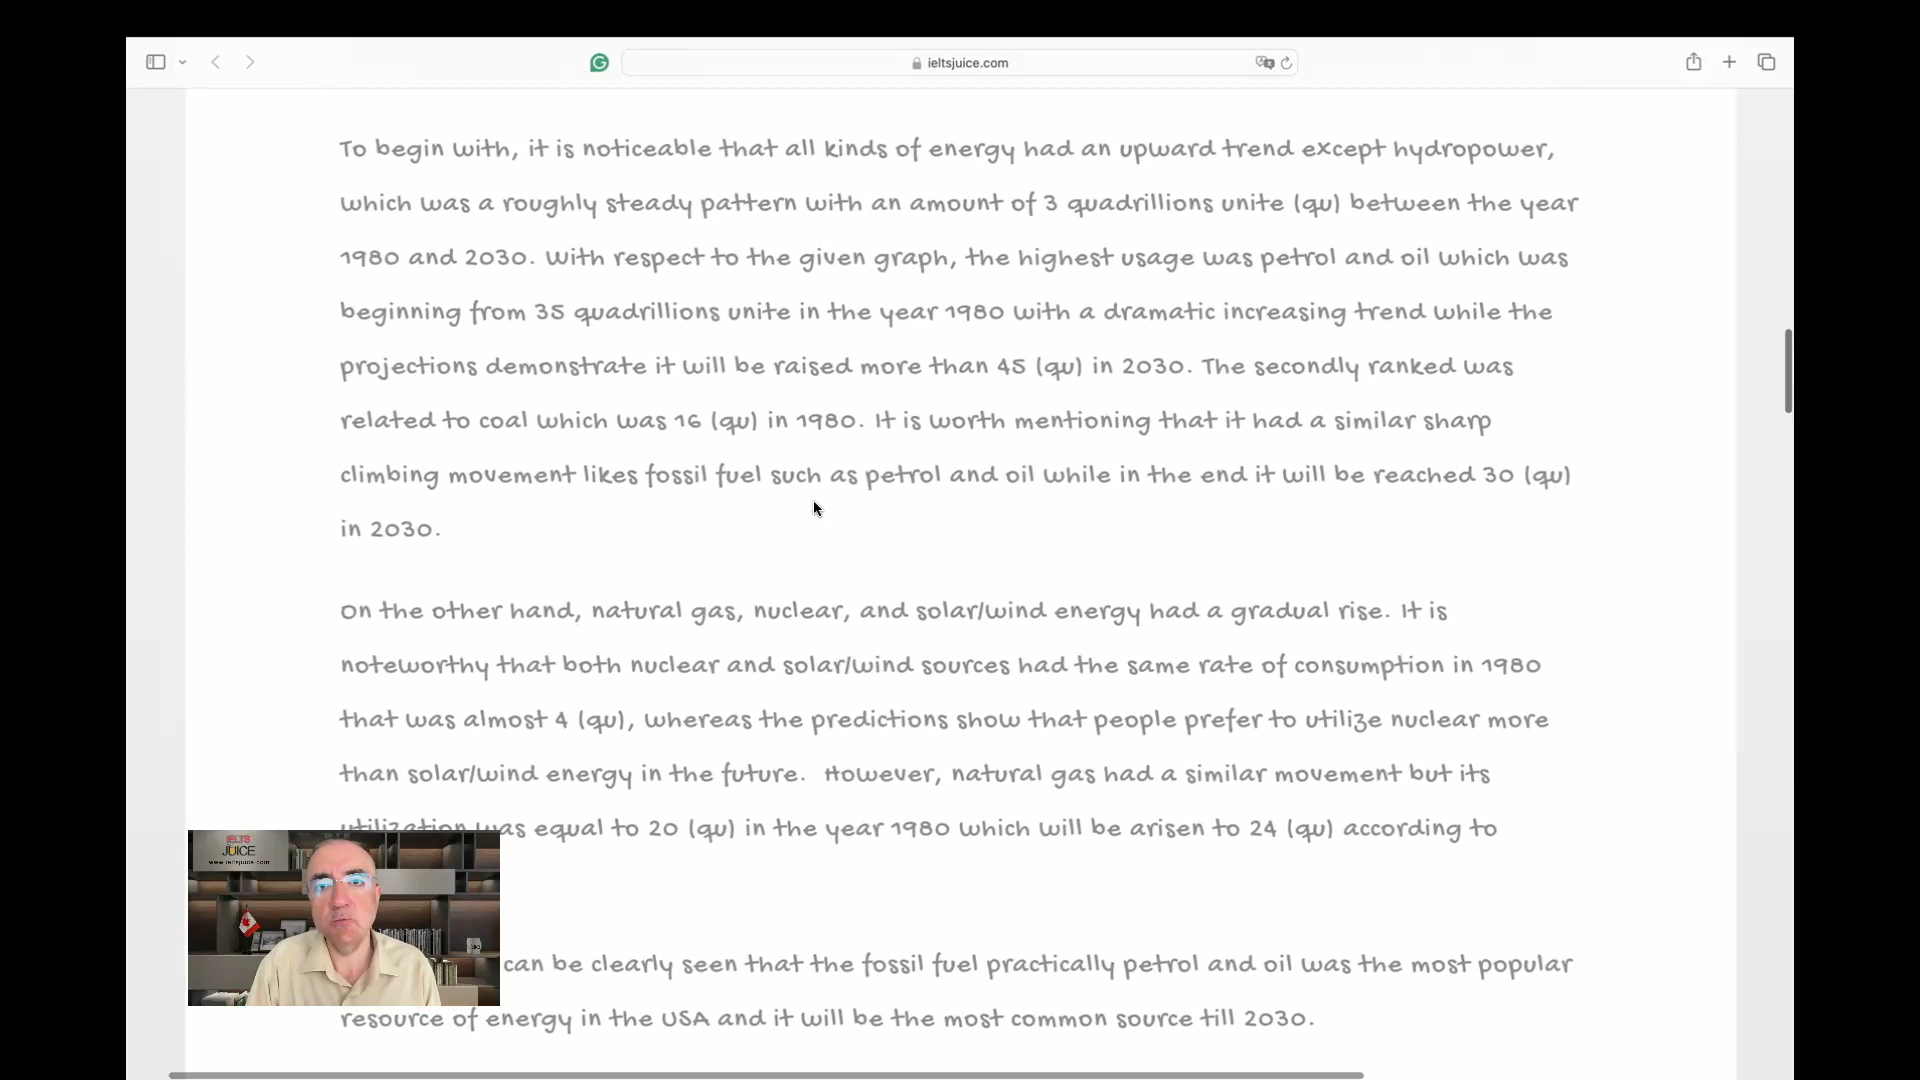 ieltsjuice.com
To begin with, it is noticeable that all kinds of energy had an upward trend except hydropower,
which was a roughly steady pattern with an amount of 3 quadrillions unite (qu) between the year
1980 and 2030. With respect to the given graph, the highest usage was petrol and oil which was
beginning from 35 quadrillions unite in the year 1980 with a dramatic increasing trend while the
projections demonstrate it will be raised more than 45 (qu) in 2030. The secondly ranked was
related to coal which was 16 (qu) in 1980. It is worth mentioning that it had a similar sharp
climbing movement likes fossil fuel such as petrol and oil while in the end it will be reached 30 (qu)
in 2030.
On the other hand, natural gas, nuclear, and solar/wind energy had a gradual rise. It is
noteworthy that both nuclear and solar/wind sources had the same rate of consumption in 1980
that was almost 4 (qu), whereas the predictions show that people prefer to utilize nuclear more
than solar/wind energy in the future. However, natural gas had a similar movement but its
utilization was equal to 20 (qu) in the year 1980 which will be arisen to 24 (qu) according to
can be clearly seen that the fossil fuel practically petrol and oil was the most popular
resource of energy in the USA and it will be the most common source till 2030.
IELTS
JUICE
www.ieltsjuice.com